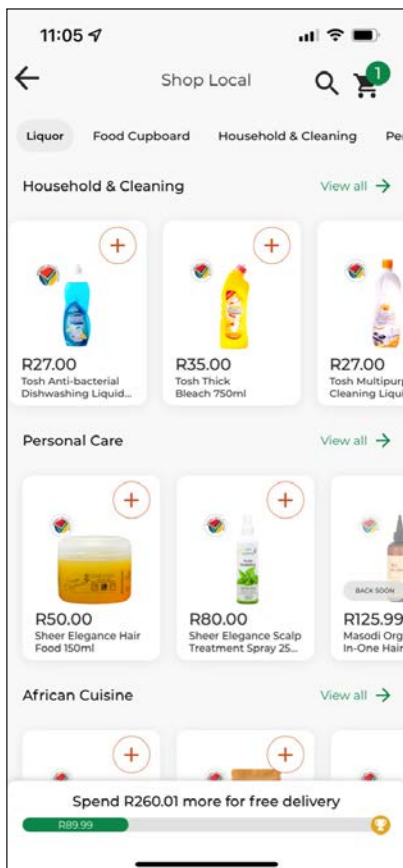 11:05
Shop Local
1
Liquor Food Cupboard Household & Cleaning Per
Household & Cleaning View all
R27.00
Tosh Anti-bacterial
Dishwashing Liquid...
R35.00
Tosh Thick
Bleach 750ml
R27.00
Tosh Multipurp
Cleaning Liqui
Personal Care View all
R50.00
Sheer Elegance Hair
Food 150ml
R80.00
Sheer Elegance Scalp
Treatment Spray 25...
BACK SOON
R125.99
Masodi Org
In-One Hair
African Cuisine View all
Spend R260.01 more for free delivery
R89.99